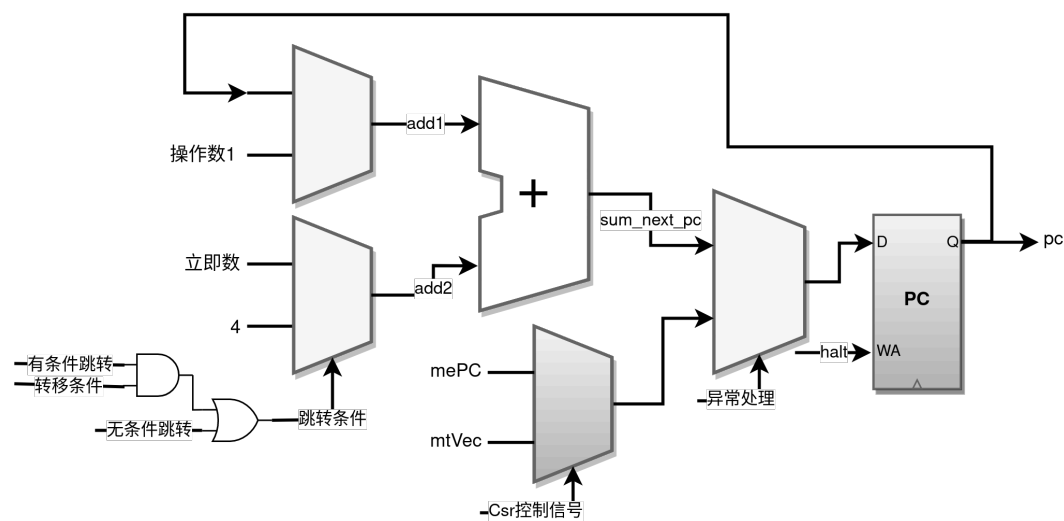 add1
操作数1
+
sum_next_pc
立即数
add2
4
D
Q
pc
PC
halt
WA
有条件跳转
转移条件
无条件跳转
跳转条件
mePC
mtVec
异常处理
Csr控制信号